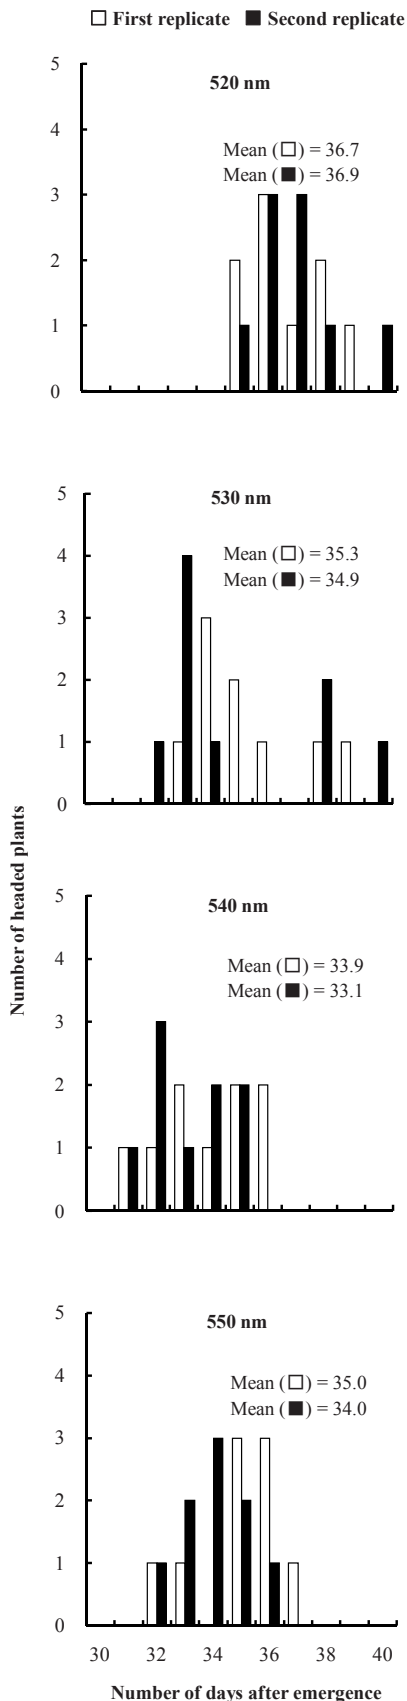 □ First replicate ■ Second replicate
5
520 nm
4
Mean (□) = 36.7
Mean (■) = 36.9
3
2
1
0
5
530 nm
4
Mean (□) = 35.3
Mean (■) = 34.9
3
2
1
0
Number of headed plants
5
540 nm
4
Mean (□) = 33.9
Mean (■) = 33.1
3
2
1
0
5
550 nm
4
Mean (□) = 35.0
Mean (■) = 34.0
3
2
1
0
30 32 34 36 38 40
Number of days after emergence